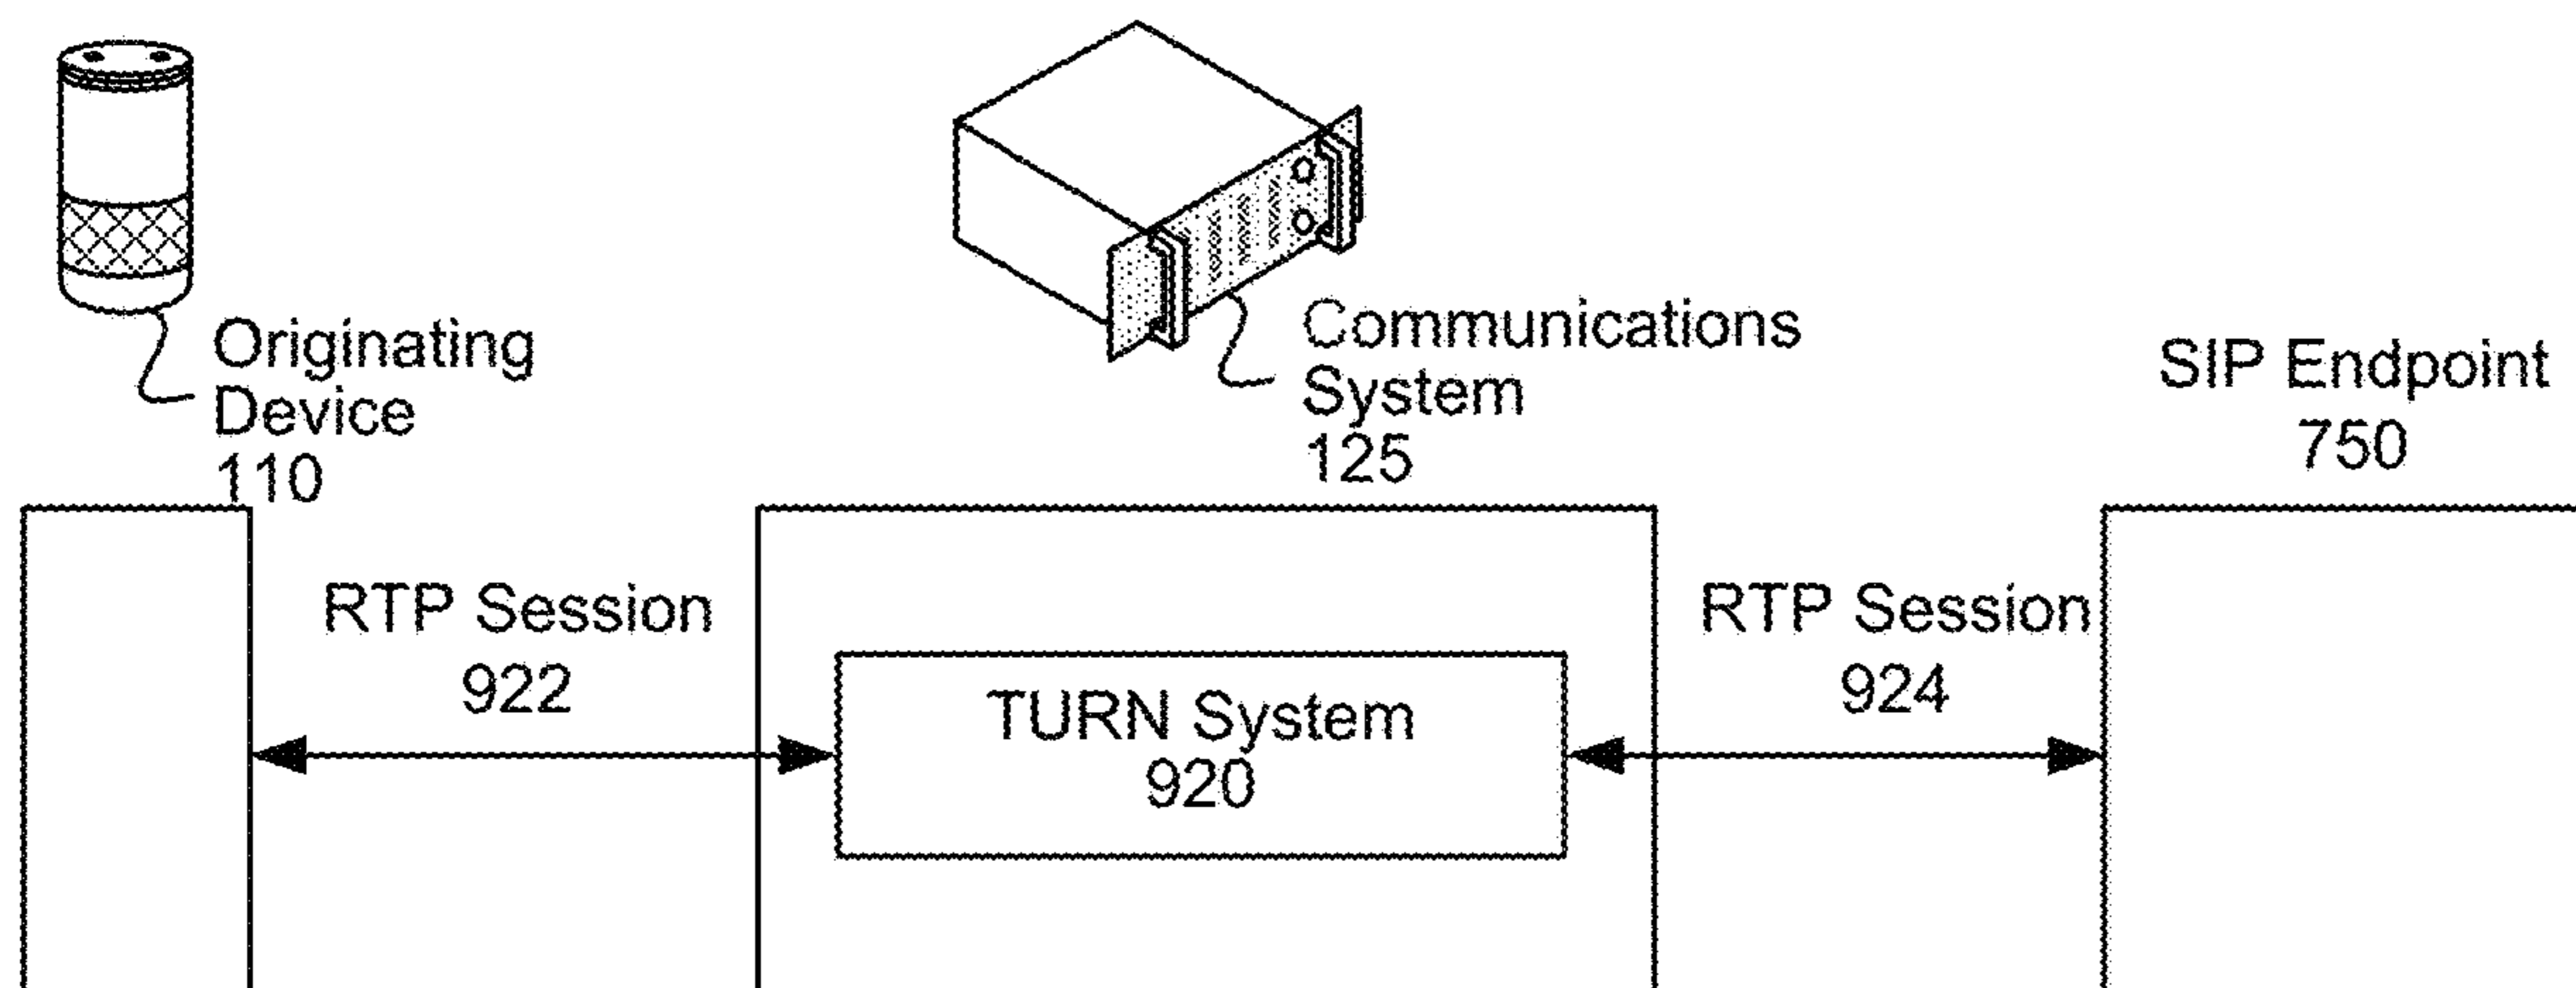 Originating
Device
110
Communications
System
125
SIP Endpoint
750
RTP Session
922
TURN System
920
RTP Session
924